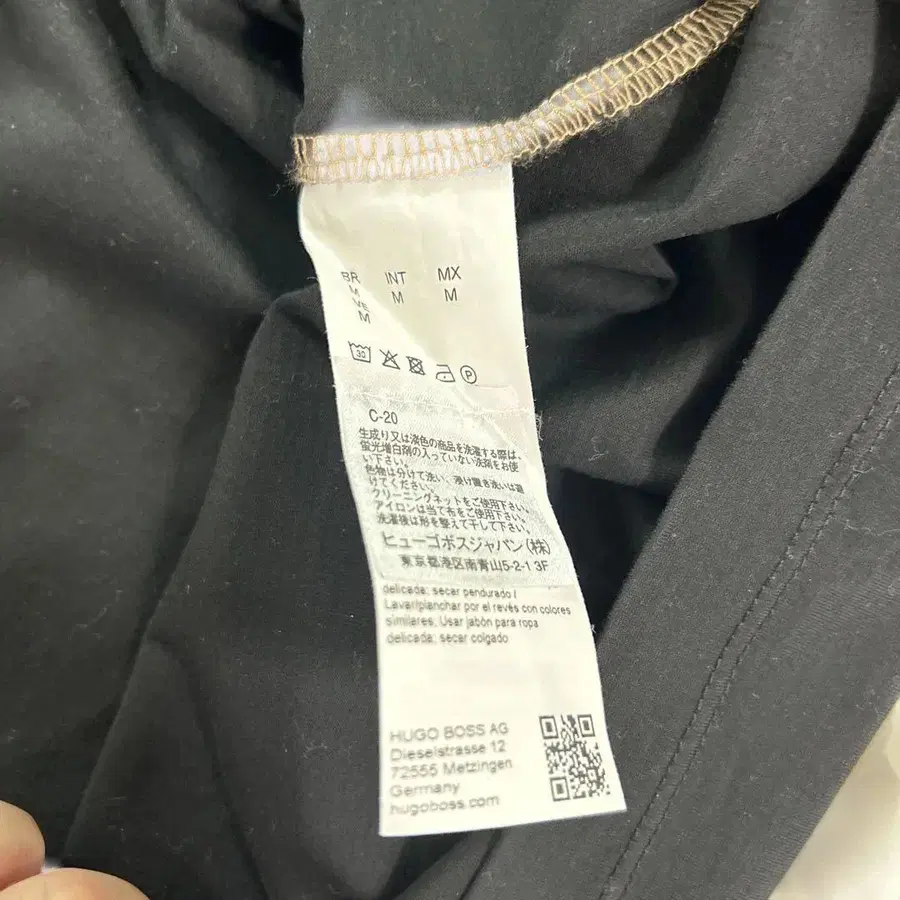 BR INT MX
M M M
VE
M
30 P
C-20
生成り又は淡色の商品を洗濯する際は、
蛍光増白剤の入っていない洗剤をお使
い下さい。
色物は分けて洗い、浸け置き洗いは避
けてください。
クリーニングネットをご使用下さい。
アイロンは当て布をご使用下さい。
洗濯後は形を整えて干して下さい。
ヒューゴボスジャパン(株)
東京都港区南青山5-2-1 3F
delicada; secar pendurado /
Lavar/planchar por el revés con colores
similares; Usar jabón para ropa
delicada; secar colgado
HUGO BOSS AG
Dieselstrasse 12
72555 Metzingen
Germany
hugoboss.com